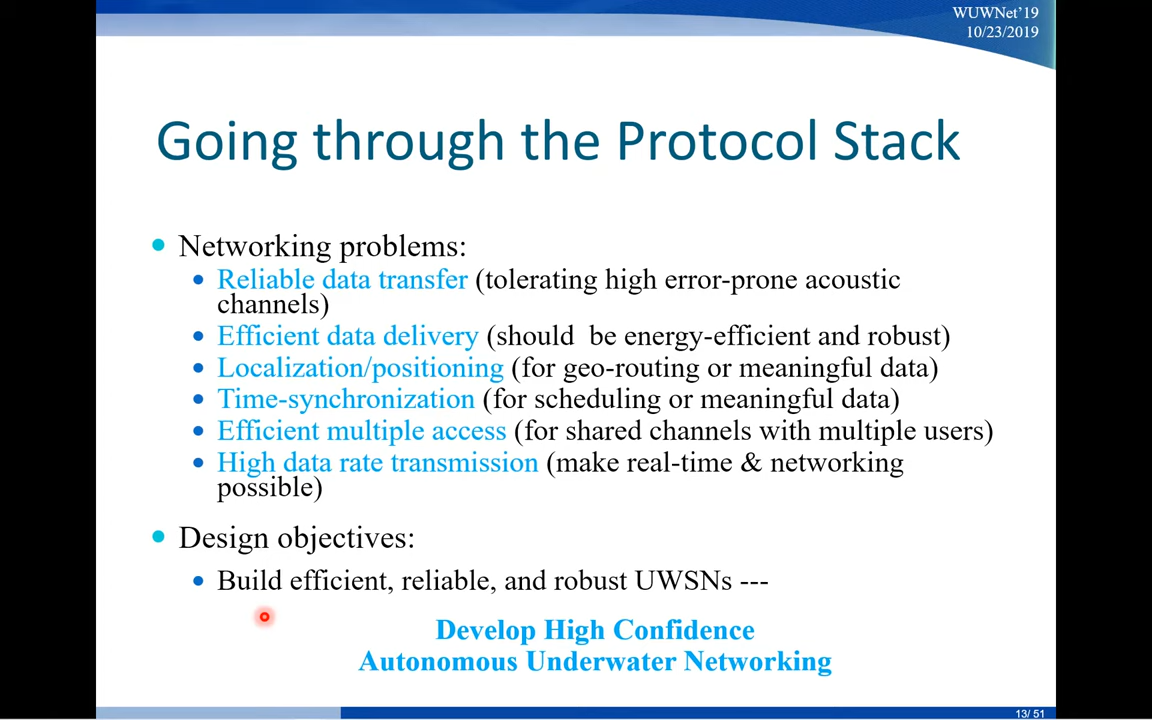 WUWNet’19
10/23/2019
Going through the Protocol Stack
Networking problems:
Reliable data transfer (tolerating high error-prone acoustic
channels)
Efficient data delivery (should  be energy-efficient and robust)
Localization/positioning (for geo-routing or meaningful data)
Time-synchronization (for scheduling or meaningful data)
Efficient multiple access (for shared channels with multiple users)
High data rate transmission (make real-time & networking
possible)
Design objectives:
Build efficient, reliable, and robust UWSNs ---
Develop High Confidence
Autonomous Underwater Networking
13/ 51